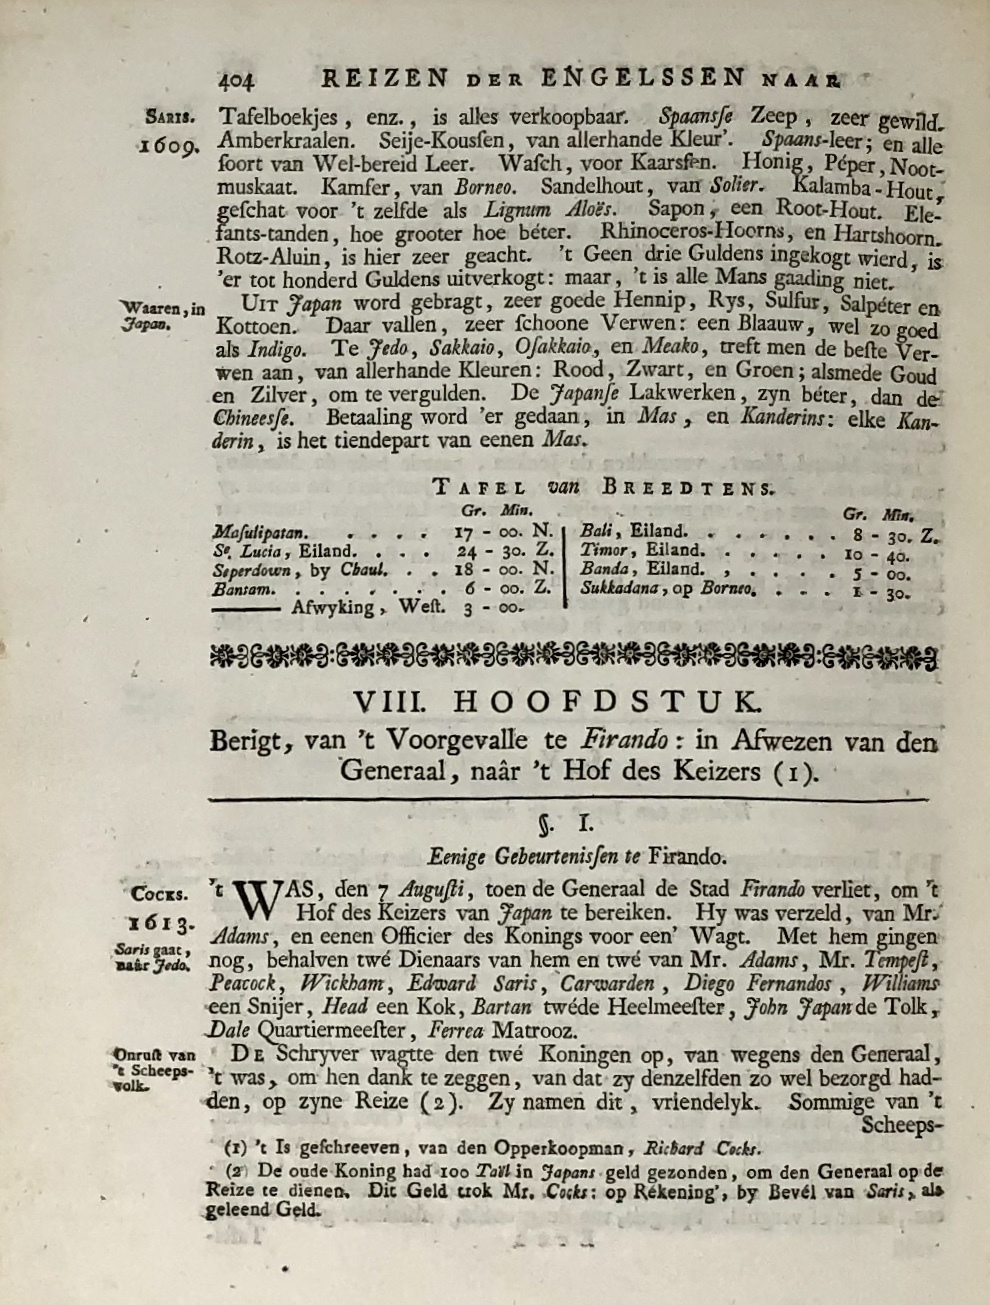 404 REIZEN DER ENGELSSEN NAAR
Saris. Tafelboekjes, enz., is alles verkoopbaar. Spaansſe Zeep, zeer gewild.
1609. Amberkraalen. Seije-Kousſen, van allerhande Kleur'. Spaans-leer; en alle
ſoort van Wel-bereid Leer. Waſch, voor Kaarsſen. Honig, Péper, Noot-
muskaat. Kamfer, van Borneo. Sandelhout, van Solier. Kalamba-Hout,
geſchat voor 't zelfde als Lignum Aloës. Sapon, een Root-Hout. Ele-
fants-tanden, hoe grooter hoe béter. Rhinoceros-Hoorns, en Hartshoorn.
Rotz-Aluin, is hier zeer geacht. 't Geen drie Guldens ingekogt wierd, is
'er tot honderd Guldens uitverkogt: maar, 't is alle Mans gaading niet.
Waaren, in UIT Japan word gebragt, zeer goede Hennip, Rys, Sulfur, Salpéter en
Japan. Kottoen. Daar vallen, zeer ſchoone Verwen: een Blaauw, wel zo goed
als Indigo. Te Jedo, Sakkaio, Oſakkaio, en Meako, treft men de beſte Ver-
wen aan, van allerhande Kleuren: Rood, Zwart, en Groen; alsmede Goud
en Zilver, om te vergulden. De Japanſe Lakwerken, zyn béter, dan de
Chineesſe. Betaaling word 'er gedaan, in Mas, en Kanderins: elke Kan-
derin, is het tiendepart van eenen Mas.
TAFEL van BREEDTENS.
Gr. Min. Gr. Min.
Maſulipatan. . . . . 17 - 00. N. Bali, Eiland. . . . . . . 8 - 30. Z.
Sᵉ. Lucia, Eiland. . . . 24 - 30. Z. Timor, Eiland. . . . . . 10 - 40.
Seperdown, by Chaul. . . 18 - 00. N. Banda, Eiland. , . . . . 5 - 00.
Bantam. . . . . . . . 6 - 00. Z. Sukkadana, op Borneo. . . . 1 - 30.
——— Afwyking, Weſt. 3 - 00.
VIII. HOOFDSTUK.
Berigt, van 't Voorgevalle te Firando: in Afwezen van den
Generaal, naâr 't Hof des Keizers (1).
§. I.
Eenige Gebeurtenisſen te Firando.
Cocks. 't WAS, den 7 Auguſti, toen de Generaal de Stad Firando verliet, om 't
1613. Hof des Keizers van Japan te bereiken. Hy was verzeld, van Mr.
Adams, en eenen Officier des Konings voor een' Wagt. Met hem gingen
Saris gaat, nog, behalven twé Dienaars van hem en twé van Mr. Adams, Mr. Tempeſt,
naâr Jedo. Peacock, Wickham, Edward Saris, Carwarden, Diego Fernandos, Williams
een Snijer, Head een Kok, Bartan twéde Heelmeeſter, John Japan de Tolk,
Dale Quartiermeeſter, Ferrea Matrooz.
Onruſt van DE Schryver wagtte den twé Koningen op, van wegens den Generaal,
't Scheeps- 't was, om hen dank te zeggen, van dat zy denzelfden zo wel bezorgd had-
volk. den, op zyne Reize (2). Zy namen dit, vriendelyk. Sommige van 't
Scheeps-
(1) 't Is geſchreeven, van den Opperkoopman, Richard Cocks.
(2) De oude Koning had 100 Taël in Japans geld gezonden, om den Generaal op de
Reize te dienen. Dit Geld trok Mr. Cocks: op Rékening', by Bevél van Saris, als
geleend Geld.